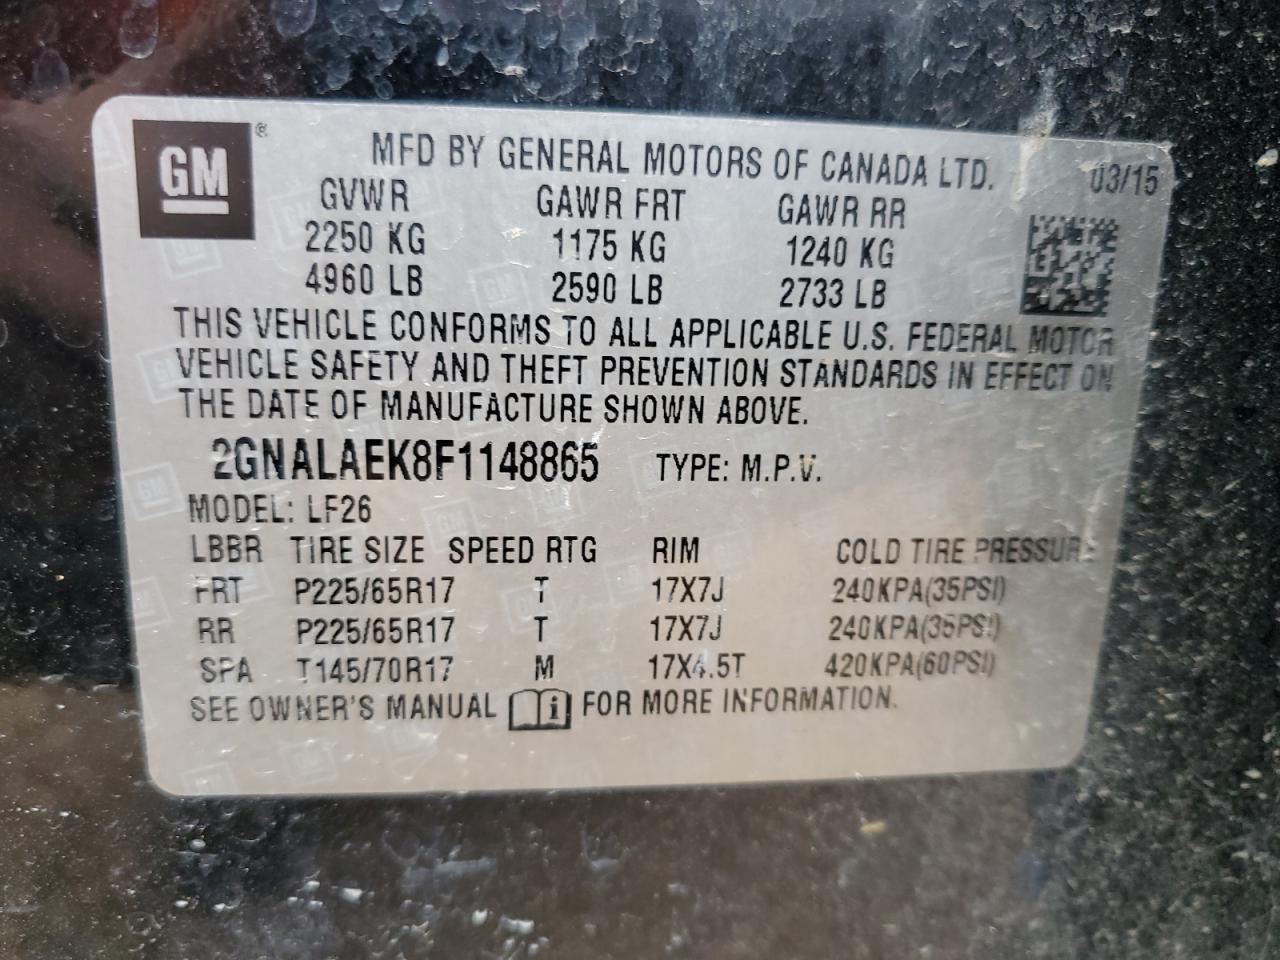 GM ®
MFD BY GENERAL MOTORS OF CANADA LTD. 03/15
GVWR GAWR FRT GAWR RR
2250 KG 1175 KG 1240 KG
4960 LB 2590 LB 2733 LB
THIS VEHICLE CONFORMS TO ALL APPLICABLE U.S. FEDERAL MOTOR
VEHICLE SAFETY AND THEFT PREVENTION STANDARDS IN EFFECT ON
THE DATE OF MANUFACTURE SHOWN ABOVE.
2GNALAEK8F1148865 TYPE: M.P.V.
MODEL: LF26
LBBR TIRE SIZE SPEED RTG RIM COLD TIRE PRESSURE
FRT P225/65R17 T 17X7J 240KPA(35PSI)
RR P225/65R17 T 17X7J 240KPA(35PSI)
SPA T145/70R17 M 17X4.5T 420KPA(60PSI)
SEE OWNER'S MANUAL i FOR MORE INFORMATION.